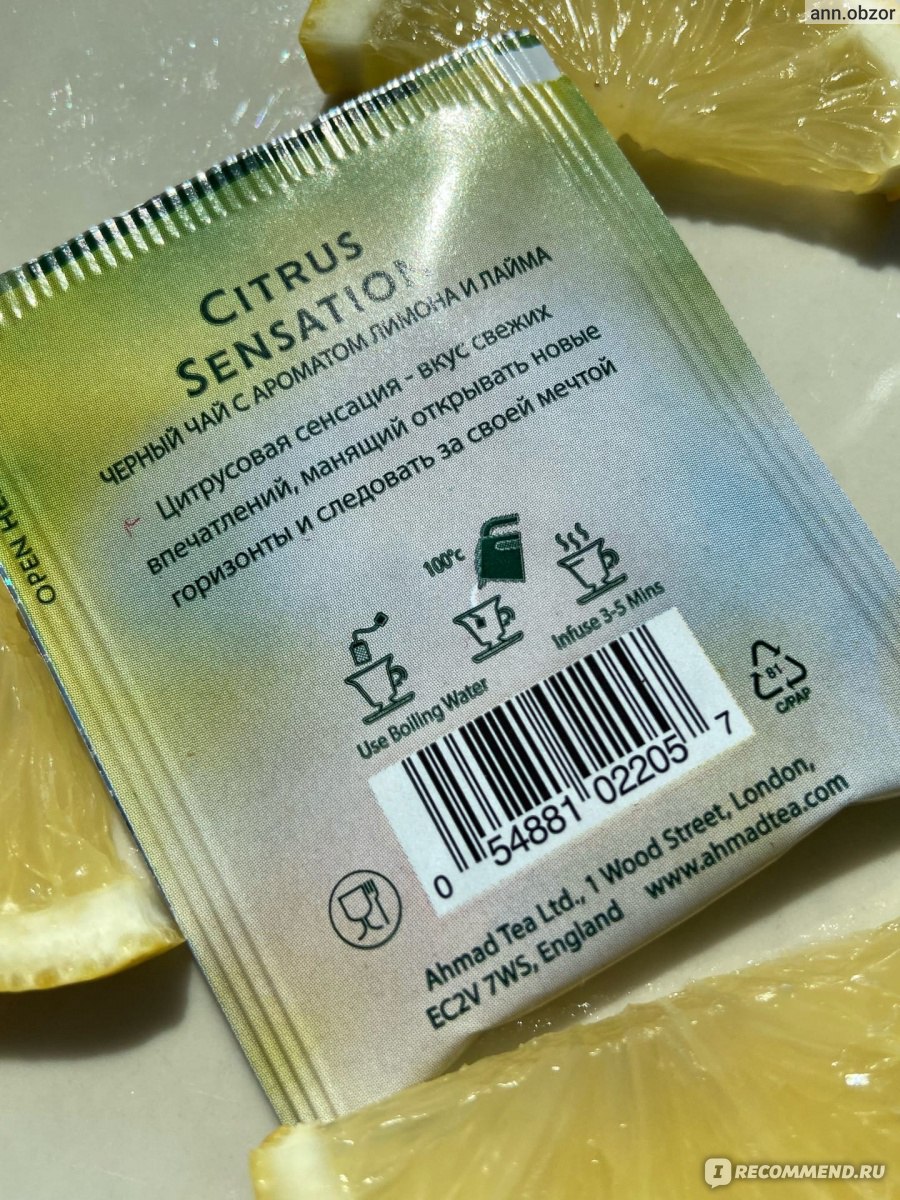 ann.obzor
CITRUS
SENSATION
ЧЕРНЫЙ ЧАЙ С АРОМАТОМ ЛИМОНА И ЛАЙМА
Цитрусовая сенсация - вкус свежих
впечатлений, манящий открывать новые
горизонты и следовать за своей мечтой
OPEN HE
100°c
Use Boiling Water
Infuse 3-5 Mins
81
C/PAP
0 54881 02205 7
Ahmad Tea Ltd., 1 Wood Street, London,
EC2V 7WS, England www.ahmadtea.com
I RECOMMEND.RU